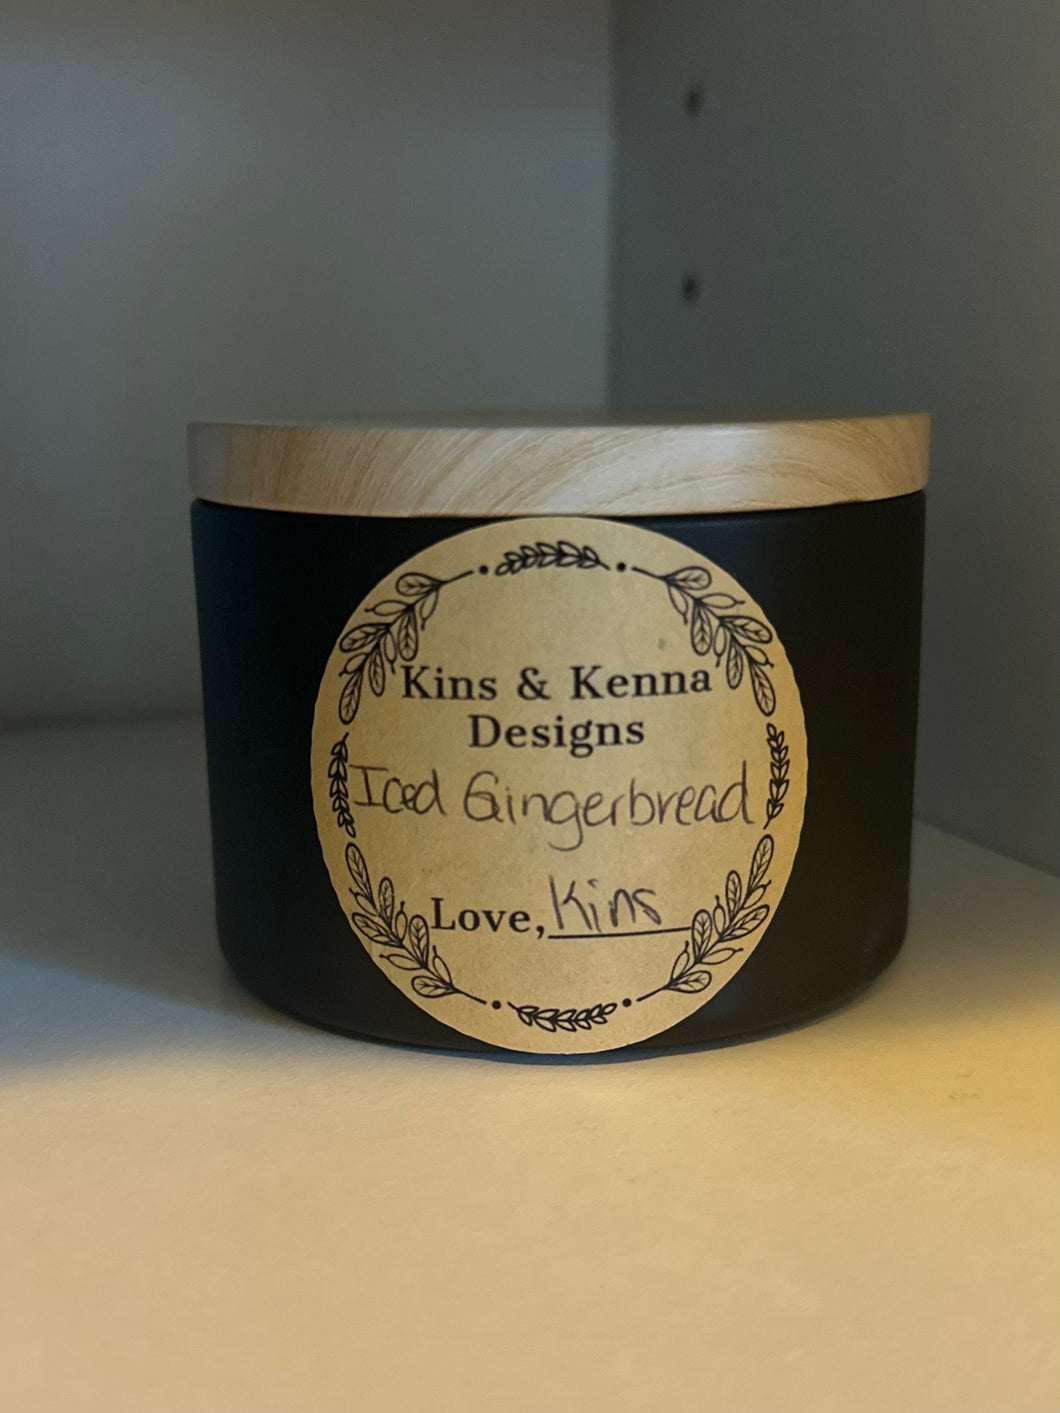 Kins & Kenna
Designs
Iced Gingerbread
Love, Kins